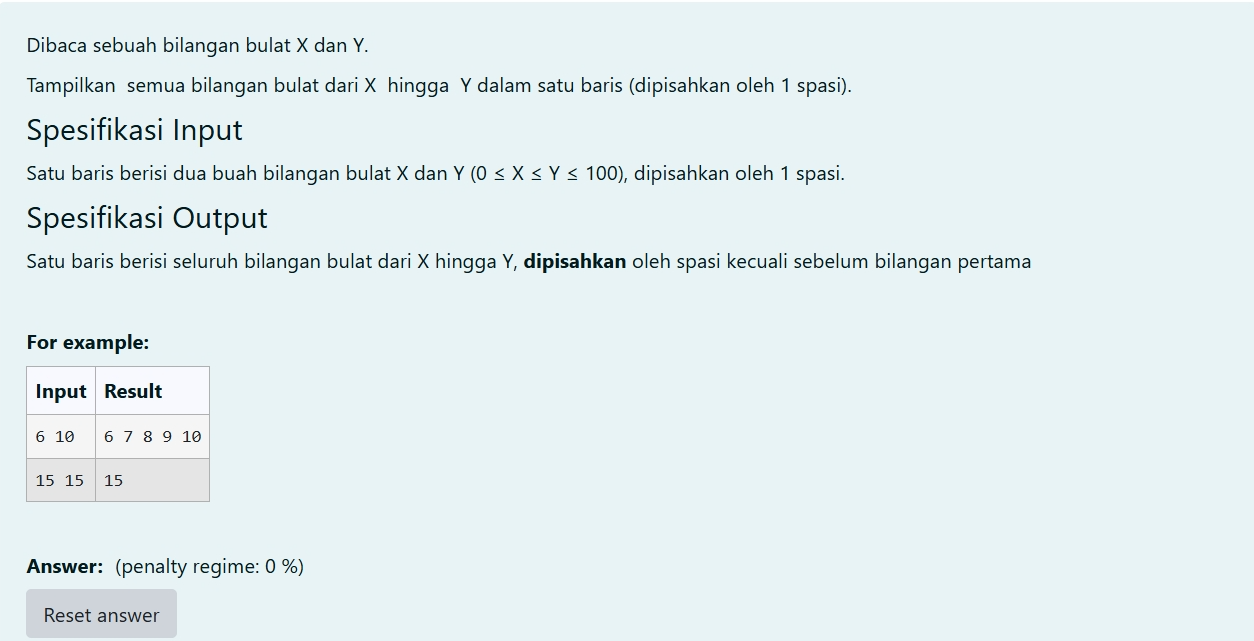 Dibaca sebuah bilangan bulat X dan Y.
Tampilkan  semua bilangan bulat dari X  hingga  Y dalam satu baris (dipisahkan oleh 1 spasi).
Spesifikasi Input
Satu baris berisi dua buah bilangan bulat X dan Y (0 ≤ X ≤ Y ≤ 100), dipisahkan oleh 1 spasi.
Spesifikasi Output
Satu baris berisi seluruh bilangan bulat dari X hingga Y, dipisahkan oleh spasi kecuali sebelum bilangan pertama
For example:
Input Result
6 10 6 7 8 9 10
15 15 15
Answer: (penalty regime: 0 %)
Reset answer